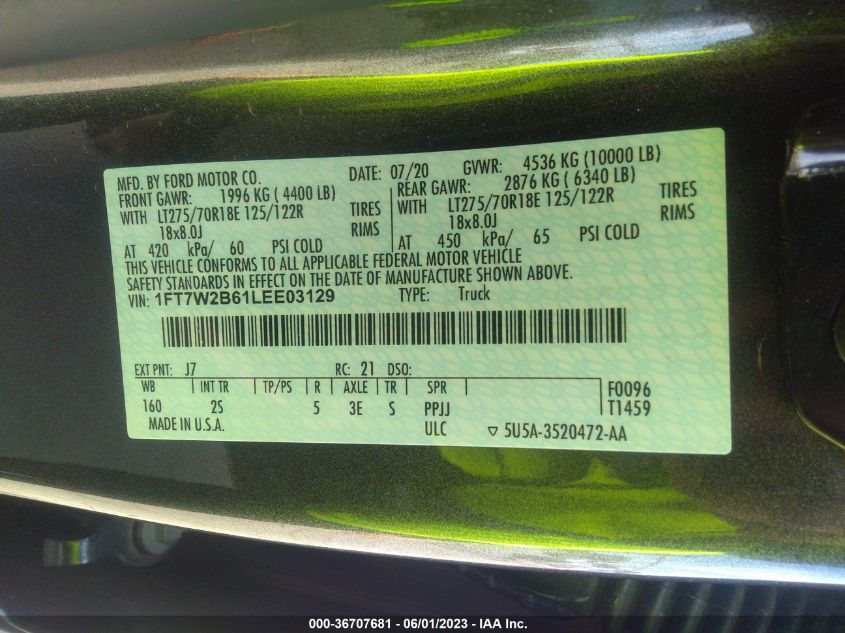 MFD. BY FORD MOTOR CO. DATE: 07/20 GVWR: 4536 KG (10000 LB)
FRONT GAWR: 1996 KG ( 4400 LB) REAR GAWR: 2876 KG ( 6340 LB)
WITH LT275/70R18E 125/122R TIRES WITH LT275/70R18E 125/122R TIRES
18x8.0J RIMS 18x8.0J RIMS
AT 420 kPa/ 60 PSI COLD AT 450 kPa/ 65 PSI COLD
THIS VEHICLE CONFORMS TO ALL APPLICABLE FEDERAL MOTOR VEHICLE
SAFETY STANDARDS IN EFFECT ON THE DATE OF MANUFACTURE SHOWN ABOVE.
VIN: 1FT7W2B61LEE03129 TYPE: Truck
EXT PNT: J7 RC: 21 DSO:
WB INT TR TP/PS R AXLE TR SPR F0096
160 2S 5 3E S PPJJ T1459
MADE IN U.S.A. ULC ▽ 5U5A-3520472-AA
000-36707681 - 06/01/2023 - IAA Inc.